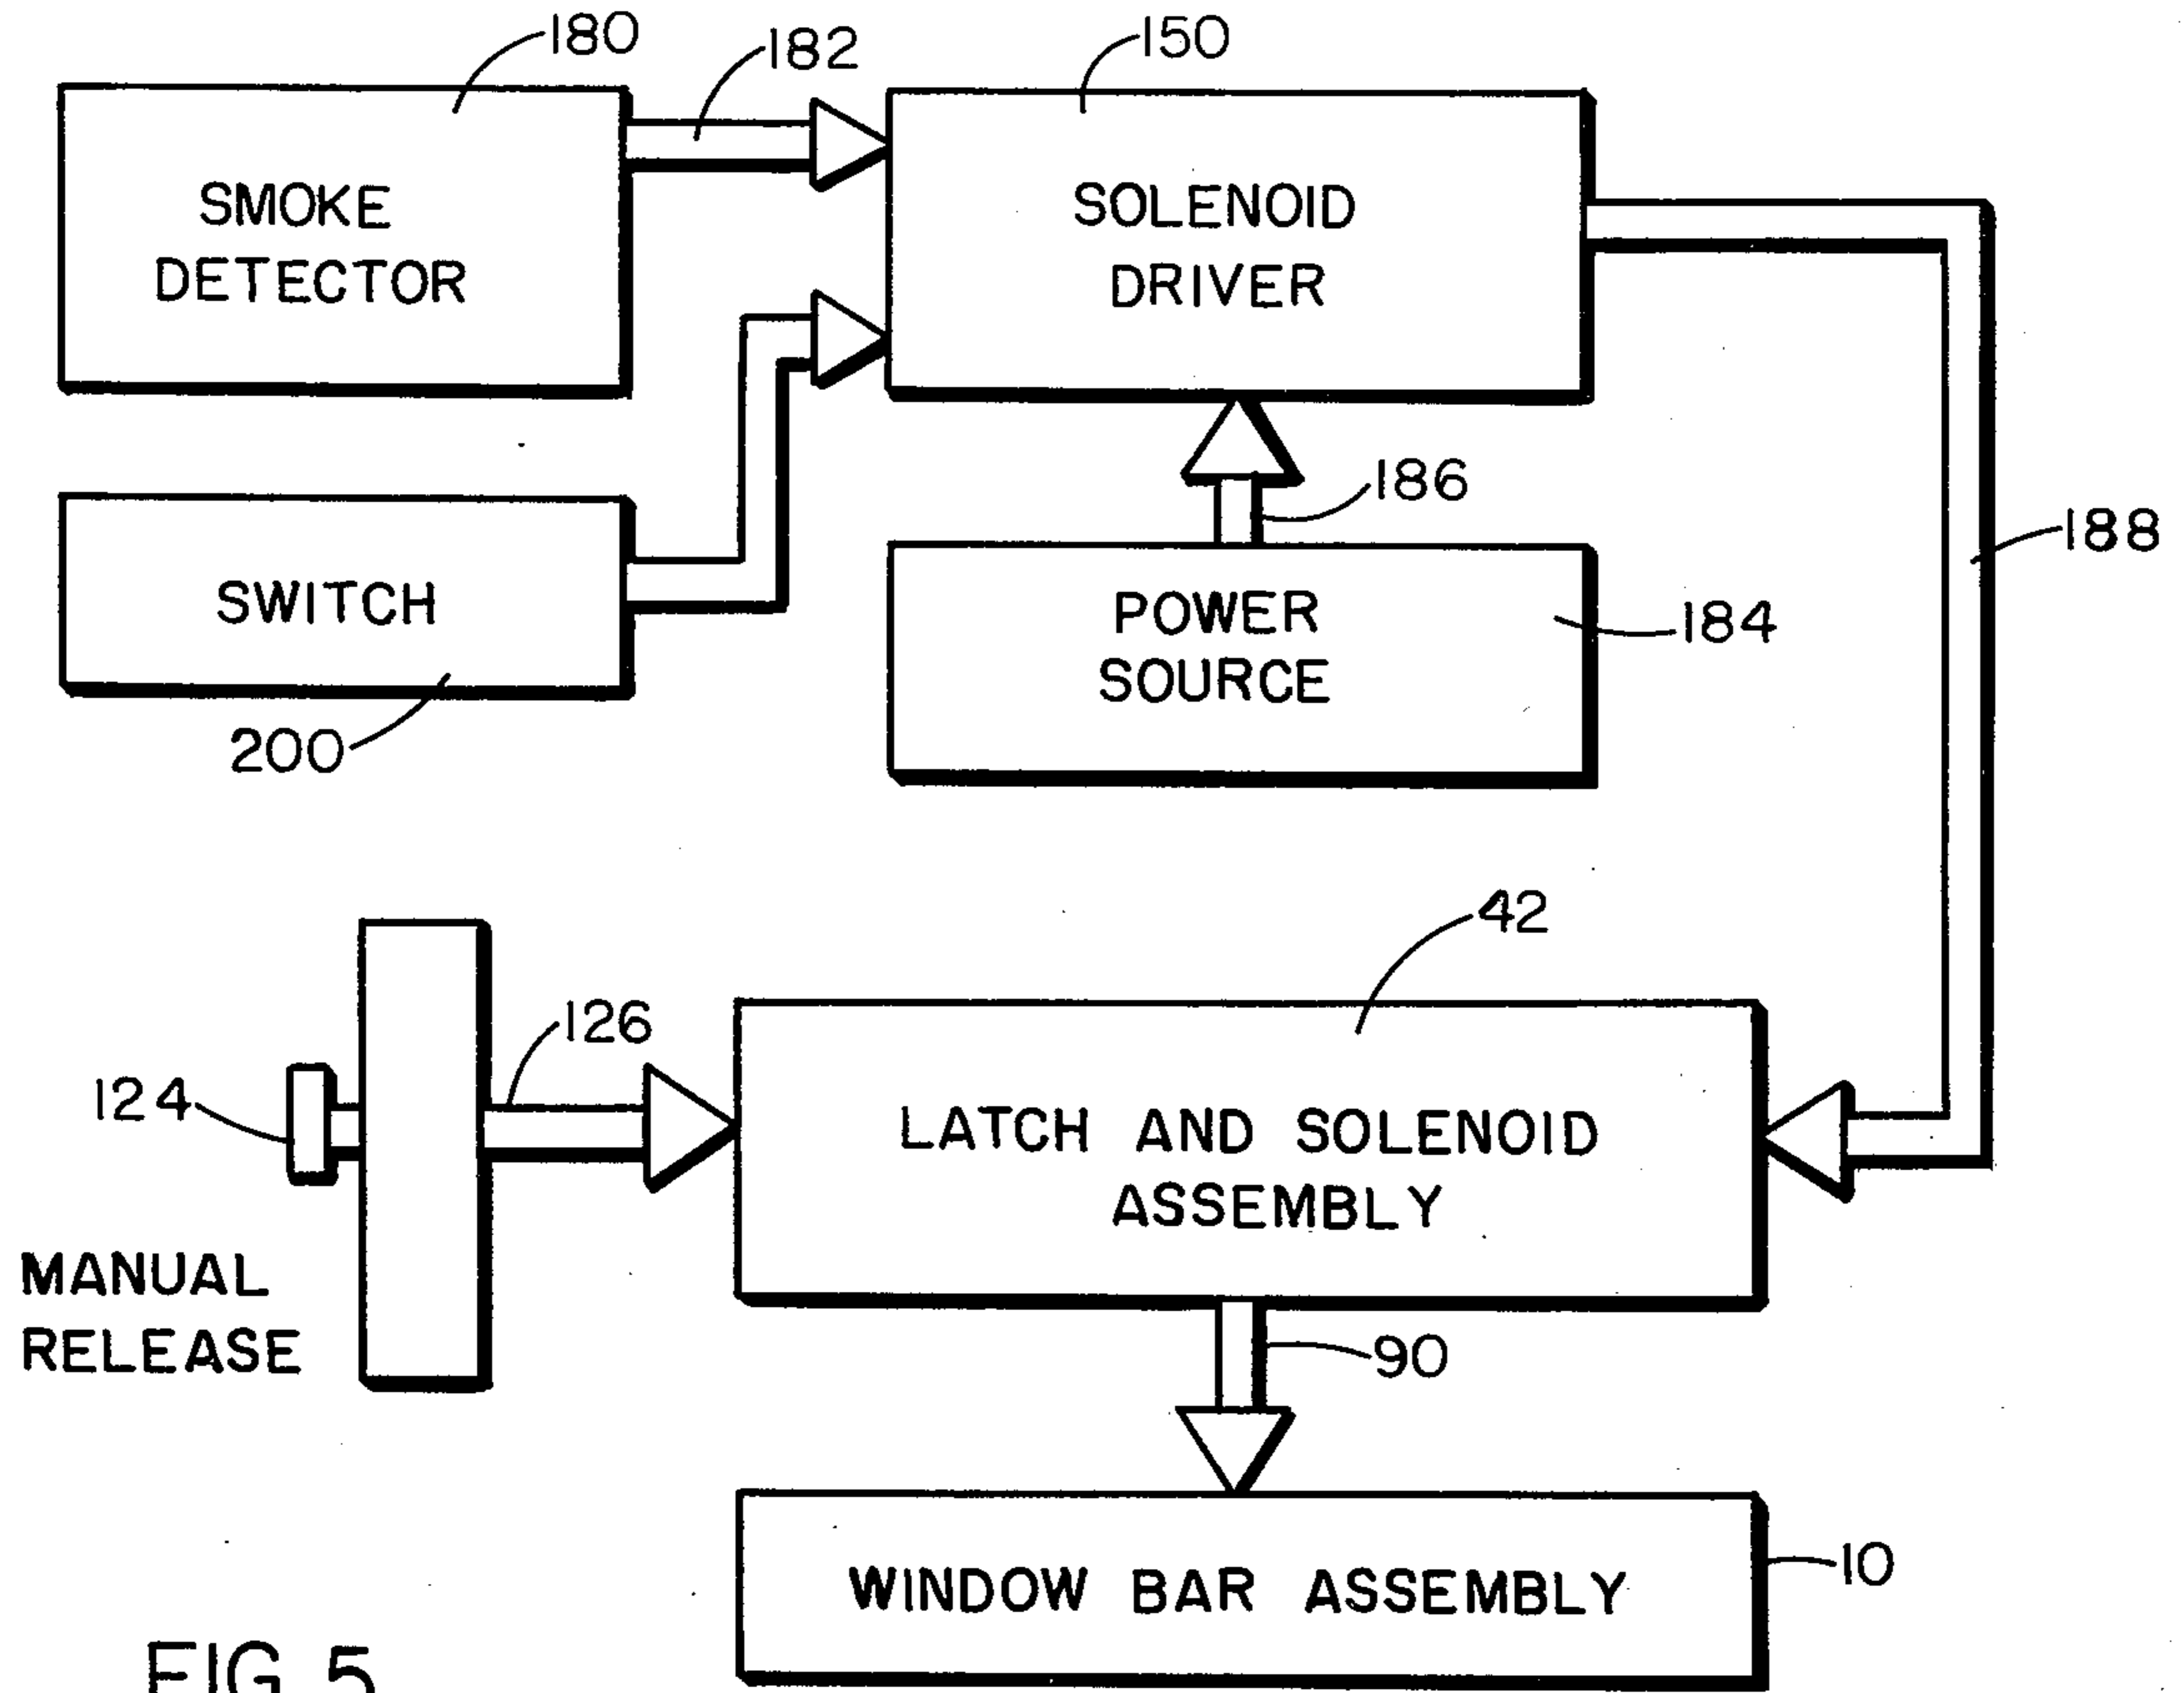 180
182
150
SMOKE
DETECTOR
SOLENOID
DRIVER
186
188
SWITCH
200
POWER
SOURCE
184
42
126
124
LATCH AND SOLENOID
ASSEMBLY
MANUAL
RELEASE
90
WINDOW BAR ASSEMBLY
10
FIG 5